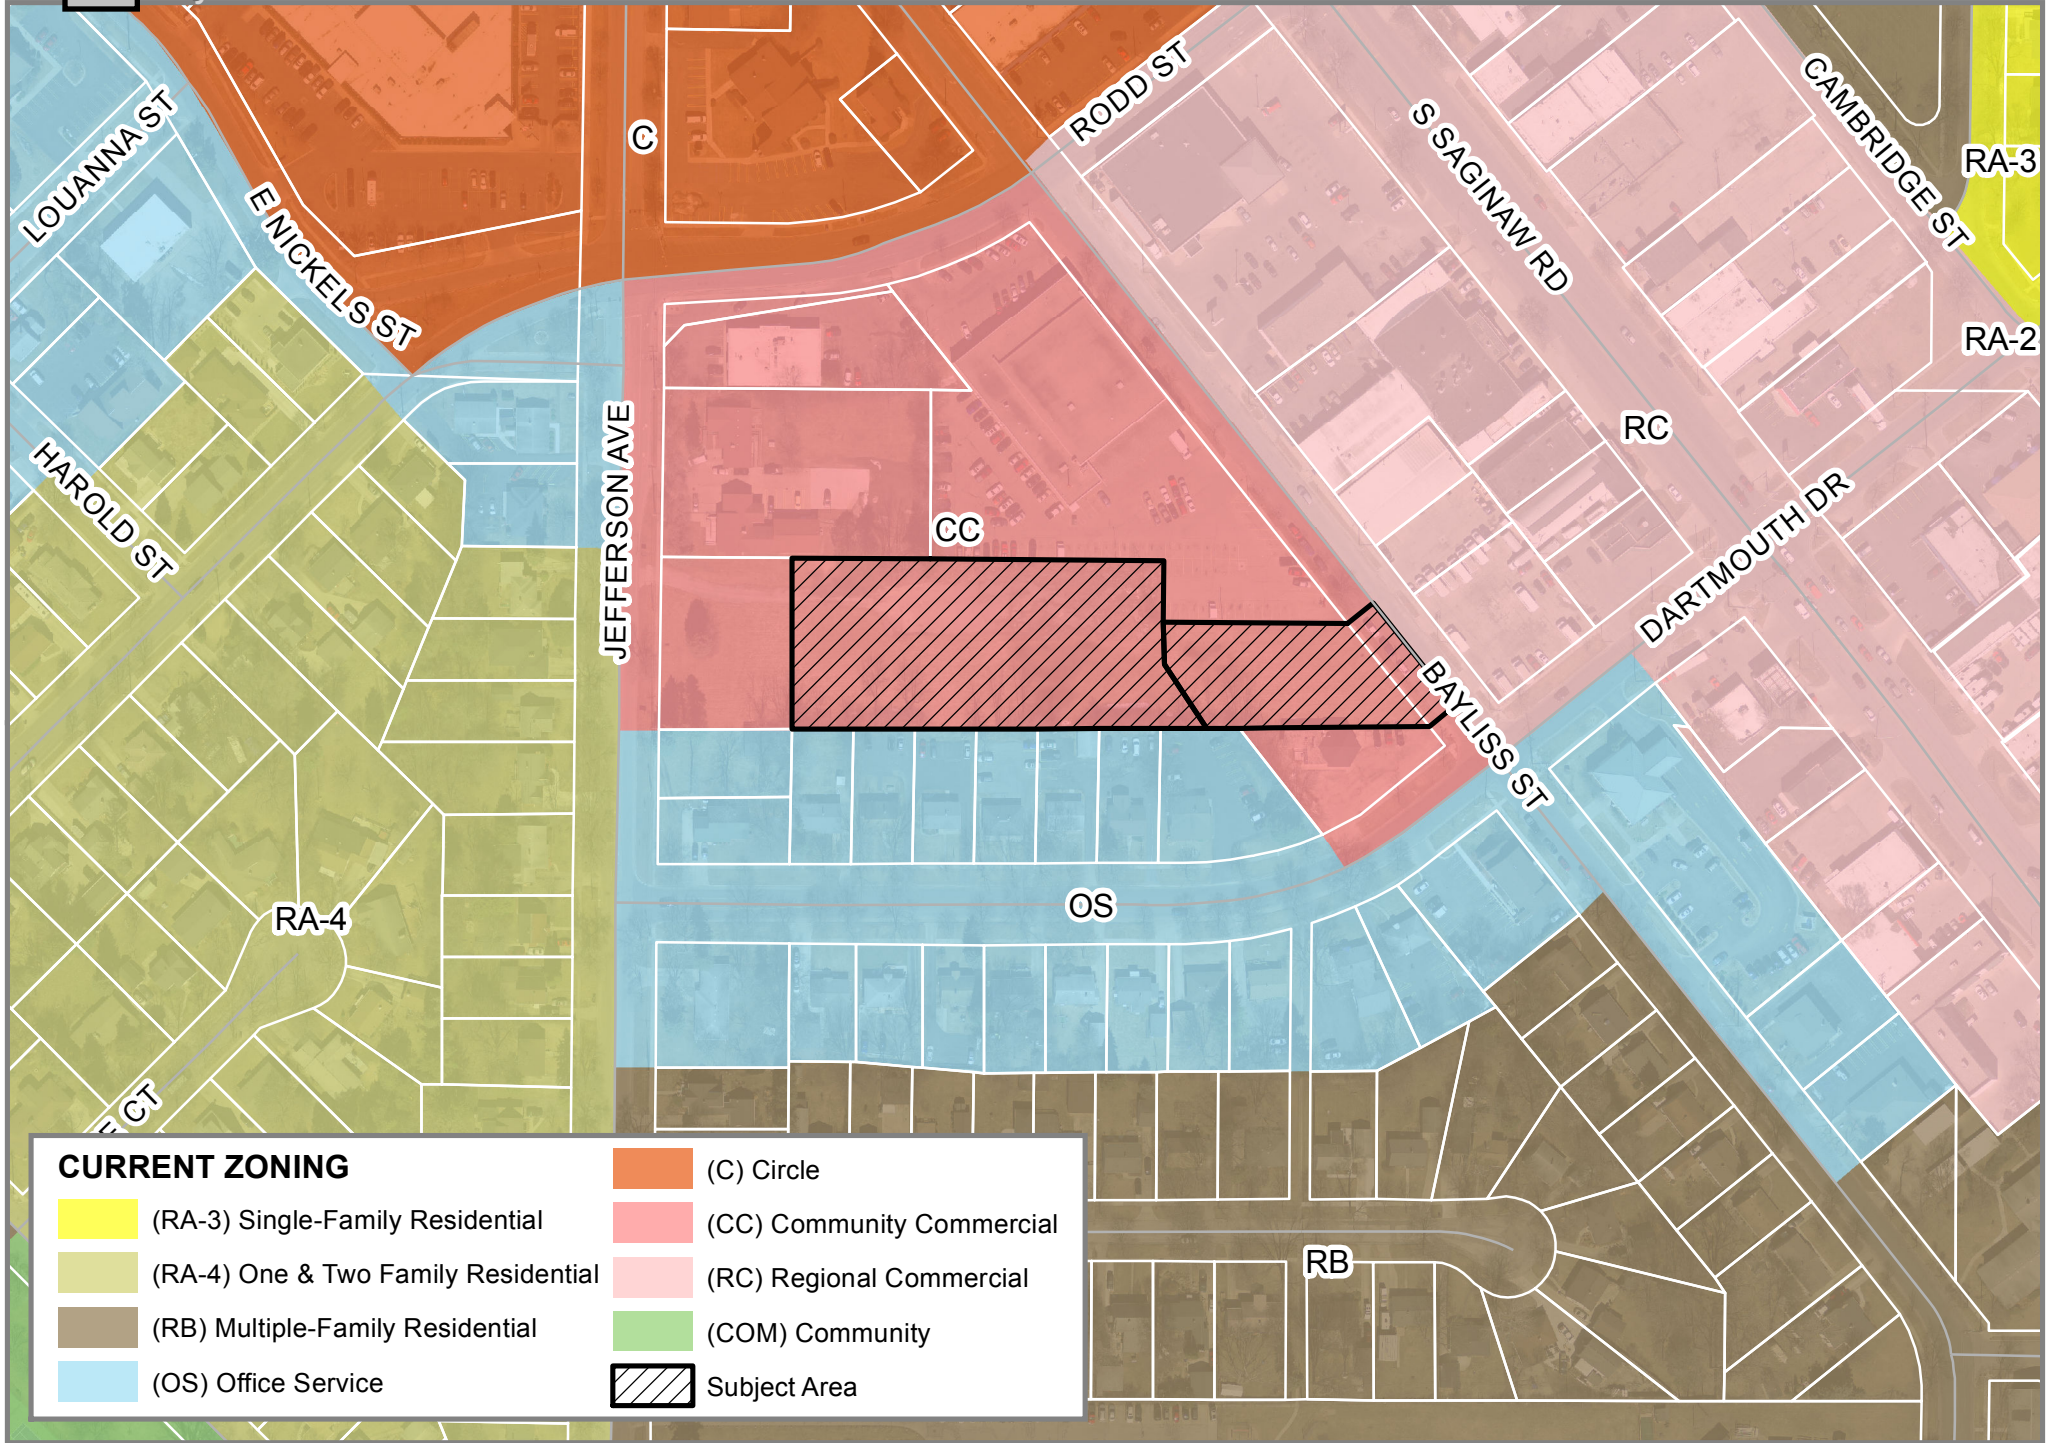 LOUANNA ST
E NICKELS ST
C
RODD ST
S SAGINAW RD
CAMBRIDGE ST
RA-3
RA-2
HAROLD ST
JEFFERSON AVE
CC
RC
DARTMOUTH DR
BAYLISS ST
RA-4
OS
CT
RB
CURRENT ZONING
(RA-3) Single-Family Residential
(RA-4) One & Two Family Residential
(RB) Multiple-Family Residential
(OS) Office Service
(C) Circle
(CC) Community Commercial
(RC) Regional Commercial
(COM) Community
Subject Area